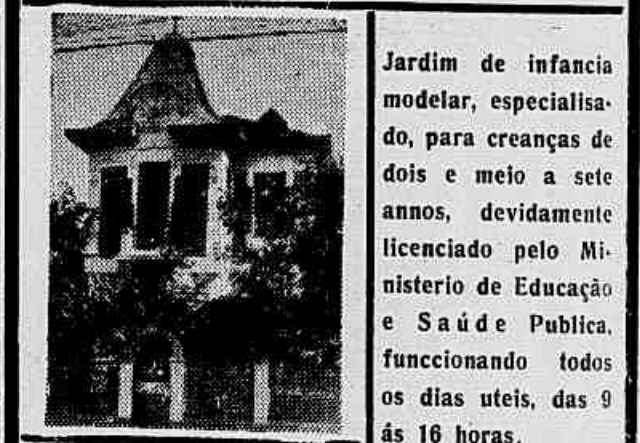 Jardim de infancia
modelar, especialisa-
do, para creanças de
dois e meio a sete
annos, devidamente
licenciado pelo Mi-
nisterio de Educação
e Saúde Publica,
funccionando todos
os dias uteis, das 9
ás 16 horas.